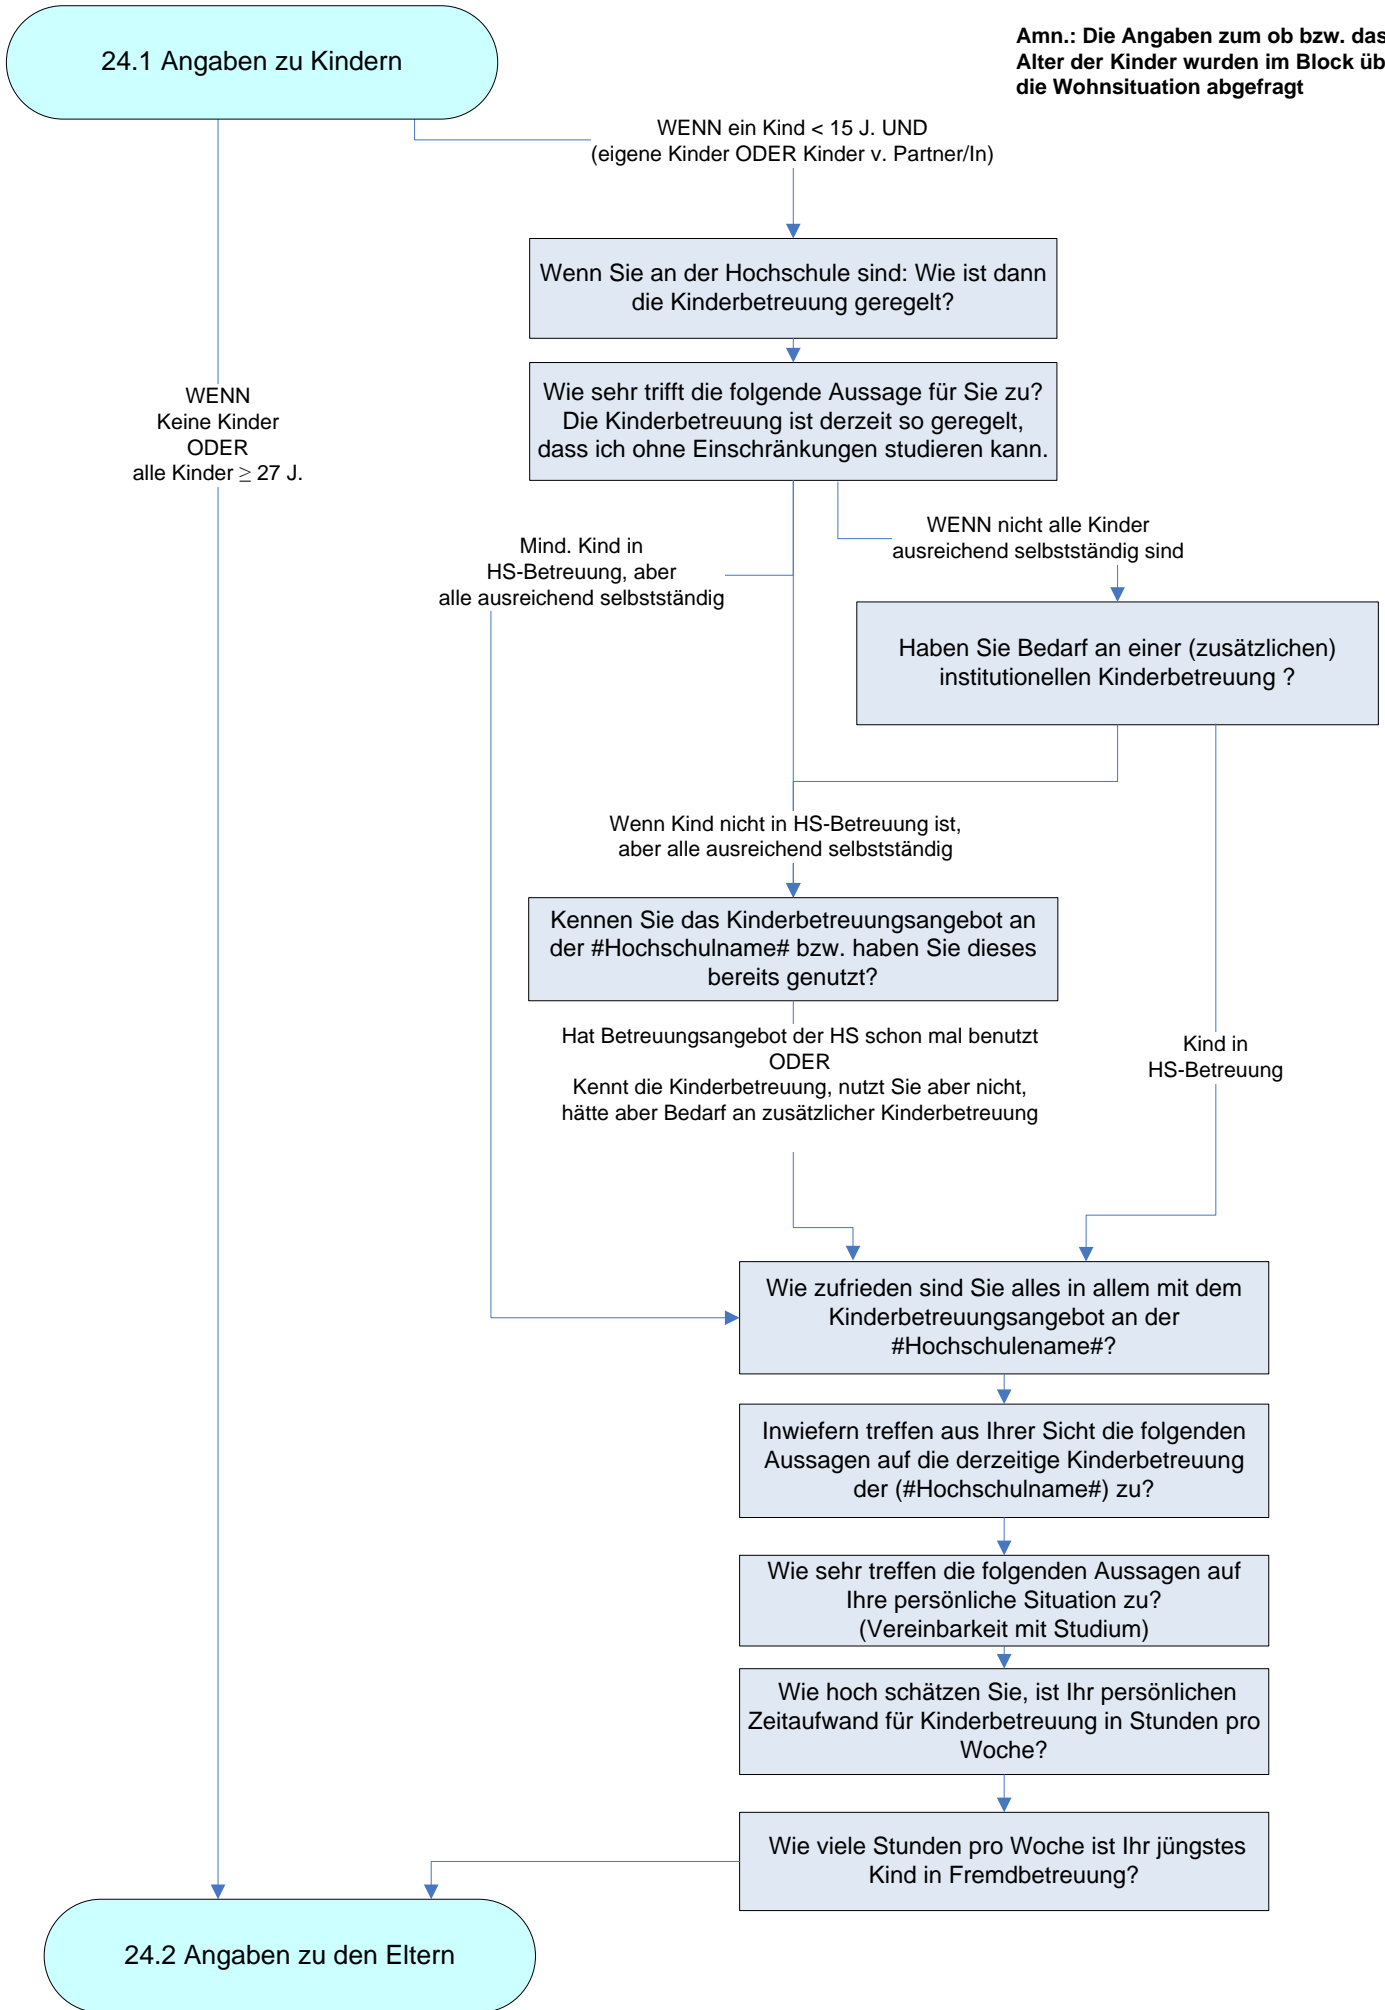 24.1 Angaben zu Kindern
Amn.: Die Angaben zum ob bzw. das
Alter der Kinder wurden im Block üb
die Wohnsituation abgefragt
WENN ein Kind < 15 J. UND
(eigene Kinder ODER Kinder v. Partner/In)
Wenn Sie an der Hochschule sind: Wie ist dann
die Kinderbetreuung geregelt?
WENN
Keine Kinder
ODER
alle Kinder ≥ 27 J.
Wie sehr trifft die folgende Aussage für Sie zu?
Die Kinderbetreuung ist derzeit so geregelt,
dass ich ohne Einschränkungen studieren kann.
Mind. Kind in
HS-Betreuung, aber
alle ausreichend selbstständig
WENN nicht alle Kinder
ausreichend selbstständig sind
Haben Sie Bedarf an einer (zusätzlichen)
institutionellen Kinderbetreuung ?
Wenn Kind nicht in HS-Betreuung ist,
aber alle ausreichend selbstständig
Kennen Sie das Kinderbetreuungsangebot an
der #Hochschulname# bzw. haben Sie dieses
bereits genutzt?
Hat Betreuungsangebot der HS schon mal benutzt
ODER
Kennt die Kinderbetreuung, nutzt Sie aber nicht,
hätte aber Bedarf an zusätzlicher Kinderbetreuung
Kind in
HS-Betreuung
Wie zufrieden sind Sie alles in allem mit dem
Kinderbetreuungsangebot an der
#Hochschulename#?
Inwiefern treffen aus Ihrer Sicht die folgenden
Aussagen auf die derzeitige Kinderbetreuung
der (#Hochschulname#) zu?
Wie sehr treffen die folgenden Aussagen auf
Ihre persönliche Situation zu?
(Vereinbarkeit mit Studium)
Wie hoch schätzen Sie, ist Ihr persönlichen
Zeitaufwand für Kinderbetreuung in Stunden pro
Woche?
Wie viele Stunden pro Woche ist Ihr jüngstes
Kind in Fremdbetreuung?
24.2 Angaben zu den Eltern